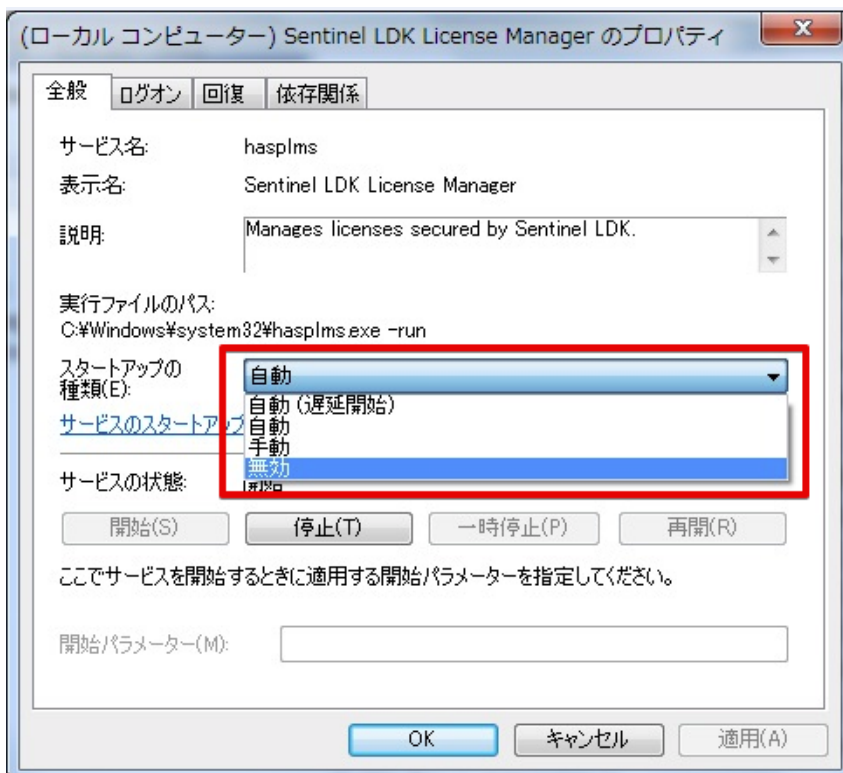 (ローカル コンピューター) Sentinel LDK License Manager のプロパティ
X
全般 ログオン 回復 依存関係
サービス名: hasplms
表示名: Sentinel LDK License Manager
説明: Manages licenses secured by Sentinel LDK.
実行ファイルのパス:
C:¥Windows¥system32¥hasplms.exe -run
スタートアップの
種類(E):
自動
自動 (遅延開始)
サービスのスタートアップ
自動
手動
無効
サービスの状態: 開始
開始(S) 停止(T) 一時停止(P) 再開(R)
ここでサービスを開始するときに適用する開始パラメーターを指定してください。
開始パラメーター(M):
OK キャンセル 適用(A)